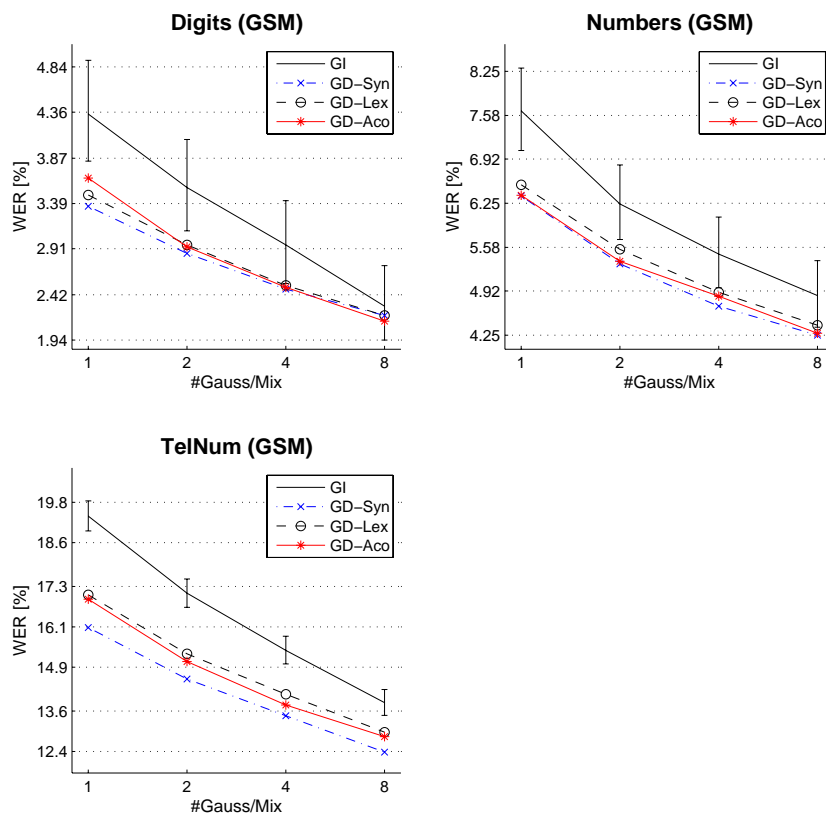 Digits (GSM)
4.84
4.36
3.87
3.39
2.91
2.42
1.94
WER [%]
1 2 4 8
#Gauss/Mix
GI
GD-Syn
GD-Lex
GD-Aco
Numbers (GSM)
8.25
7.58
6.92
6.25
5.58
4.92
4.25
WER [%]
1 2 4 8
#Gauss/Mix
GI
GD-Syn
GD-Lex
GD-Aco
TelNum (GSM)
19.8
18.6
17.3
16.1
14.9
13.6
12.4
WER [%]
1 2 4 8
#Gauss/Mix
GI
GD-Syn
GD-Lex
GD-Aco